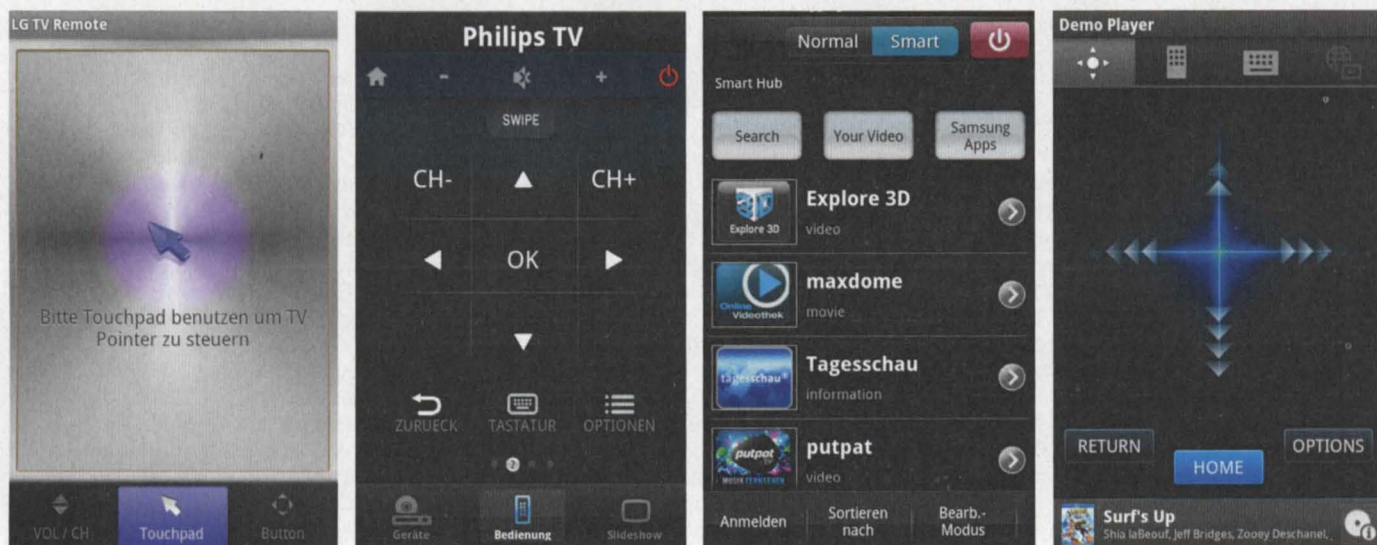 LG TV Remote
Bitte Touchpad benutzen um TV
Pointer zu steuern
VOL / CH
Touchpad
Button
Philips TV
-
+
SWIPE
CH-
CH+
OK
ZURUECK
TASTATUR
OPTIONEN
2
Geräte
Bedienung
Slideshow
Normal
Smart
Smart Hub
Search
Your Video
Samsung
Apps
Explore 3D
Explore 3D
video
Online
Videothek
maxdome
movie
tagesschau®
Tagesschau
information
putpat
MUSIK FERNSEHEN
putpat
video
Anmelden
Sortieren
nach
Bearb.-
Modus
Demo Player
RETURN
HOME
OPTIONS
Surf's Up
Shia laBeouf, Jeff Bridges, Zooey Deschanel,